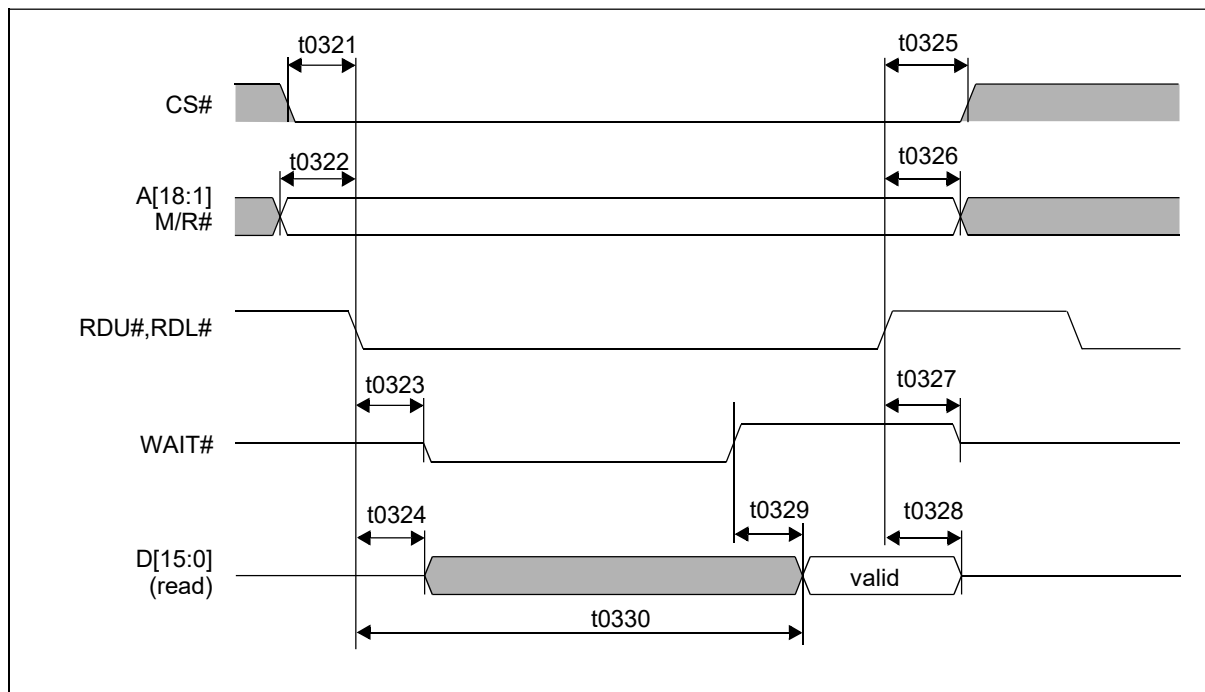 t0321
t0325
CS#
t0322
t0326
A[18:1]
M/R#
RDU#,RDL#
t0323
t0327
WAIT#
t0324
t0329
t0328
D[15:0]
(read)
valid
t0330